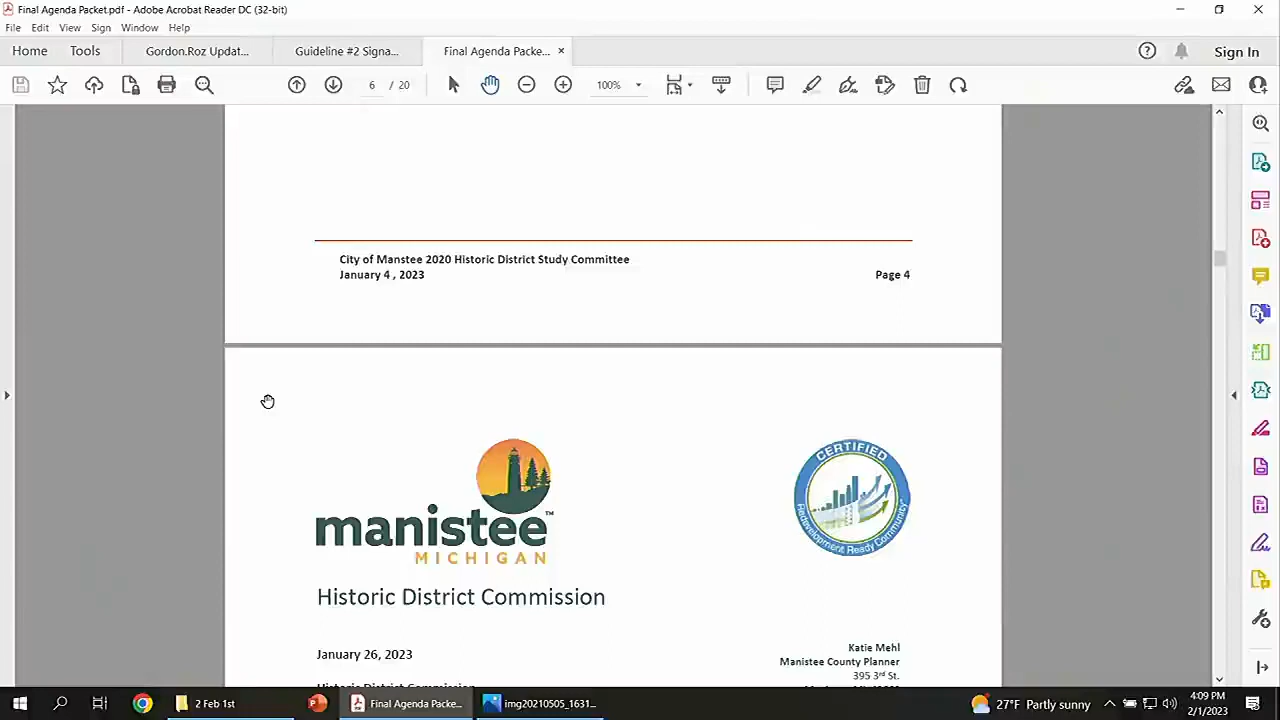 Final Agenda Packet.pdf - Adobe Acrobat Reader DC (32-bit)
File Edit View Sign Window Help
Home Tools Gordon.Roz Updat... Guideline #2 Signa... Final Agenda Packe... × Sign In
6 / 20 100%
City of Manstee 2020 Historic District Study Committee
January 4 , 2023 Page 4
manistee™
MICHIGAN
CERTIFIED
Redevelopment Ready Community
Historic District Commission
Katie Mehl
January 26, 2023
Manistee County Planner
395 3rd St.
Historic District Commission
2 Feb 1st Final Agenda Packe... img20210505_1631... 27°F Partly sunny 4:09 PM
2/1/2023